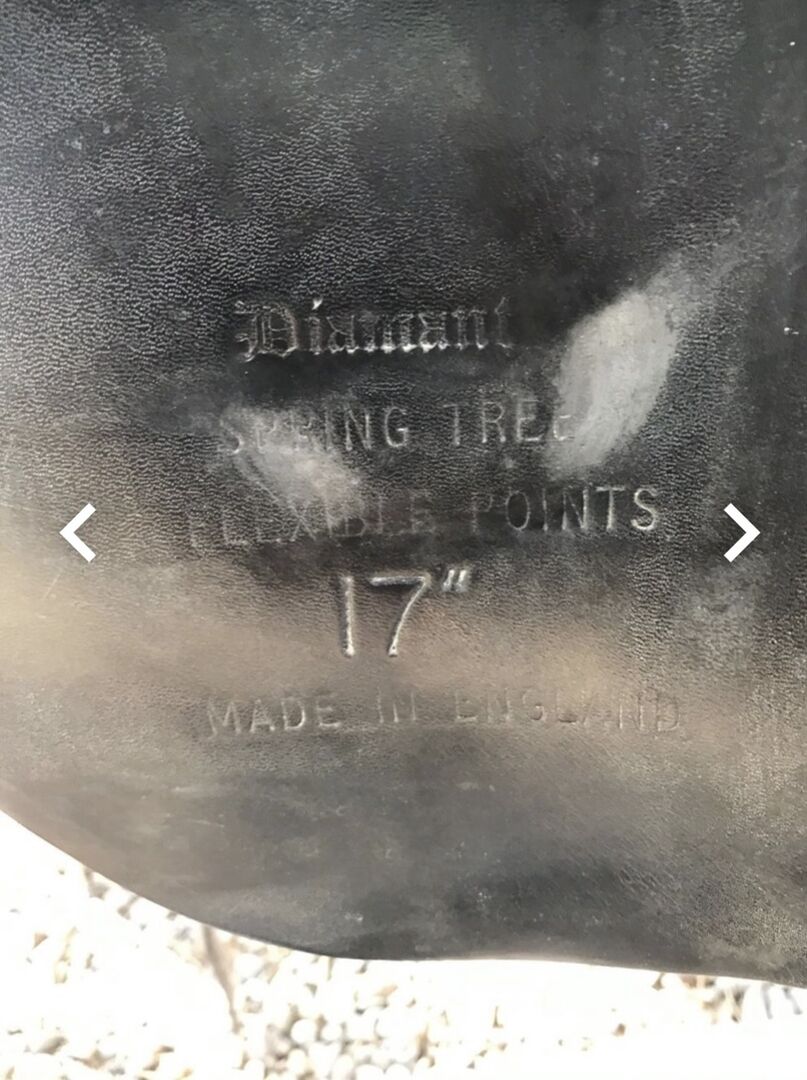 Diamant
SPRING TREE
FLEXIBLE POINTS
17"
MADE IN ENGLAND